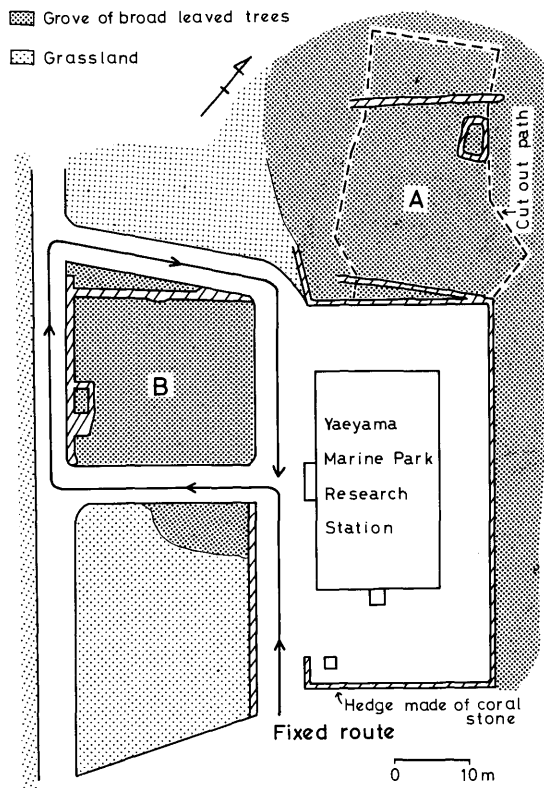 Grove of broad leaved trees
Grassland
A
Cut out path
B
Yaeyama
Marine Park
Research
Station
Hedge made of coral
stone
Fixed route
0 10 m